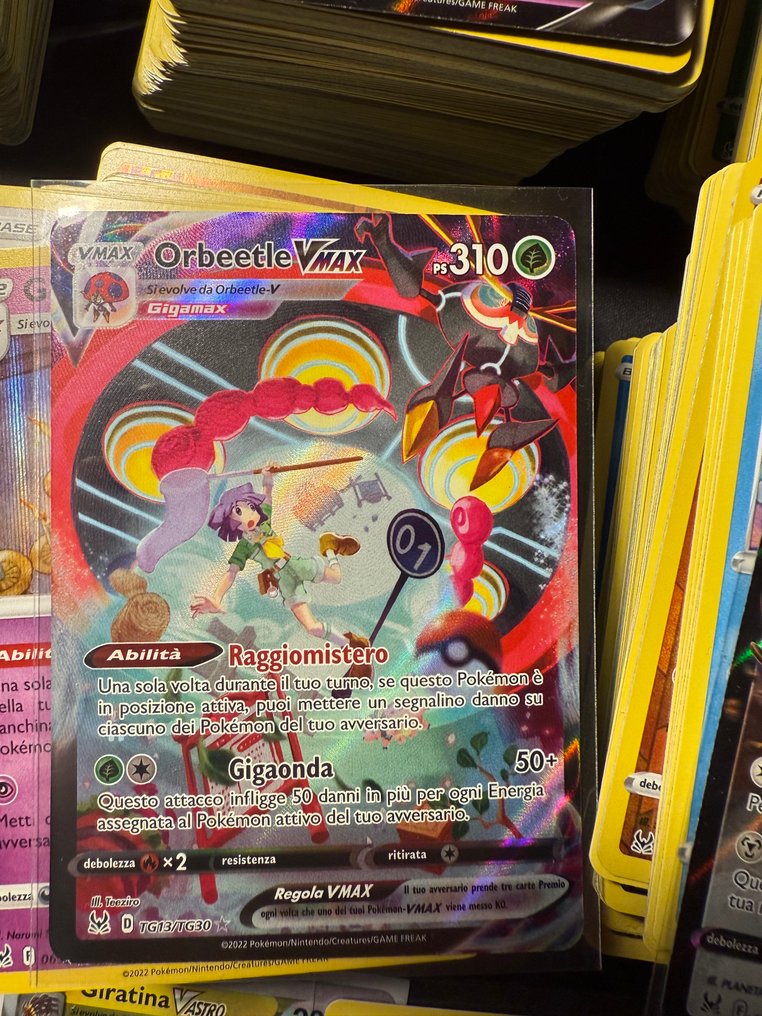 Creatures/GAME FREAK
VMAX
Orbeetle VMAX
PS 310
Si evolve da Orbeetle-V
Gigamax
01
Abilità
Raggiomistero
Una sola volta durante il tuo turno, se questo Pokémon è
in posizione attiva, puoi mettere un segnalino danno su
ciascuno dei Pokémon del tuo avversario.
Gigaonda
50+
Questo attacco infligge 50 danni in più per ogni Energia
assegnata al Pokémon attivo del tuo avversario.
debolezza ×2
resistenza
ritirata
Regola VMAX
Il tuo avversario prende tre carte Premio
ogni volta che uno dei tuoi Pokémon-VMAX viene messo KO.
Ill. Teeziro
D TG13/TG30
©2022 Pokémon/Nintendo/Creatures/GAME FREAK
©2022 Pokémon/Nintendo/Creatures/GAME FREAK
Giratina VASTRO
debolezza